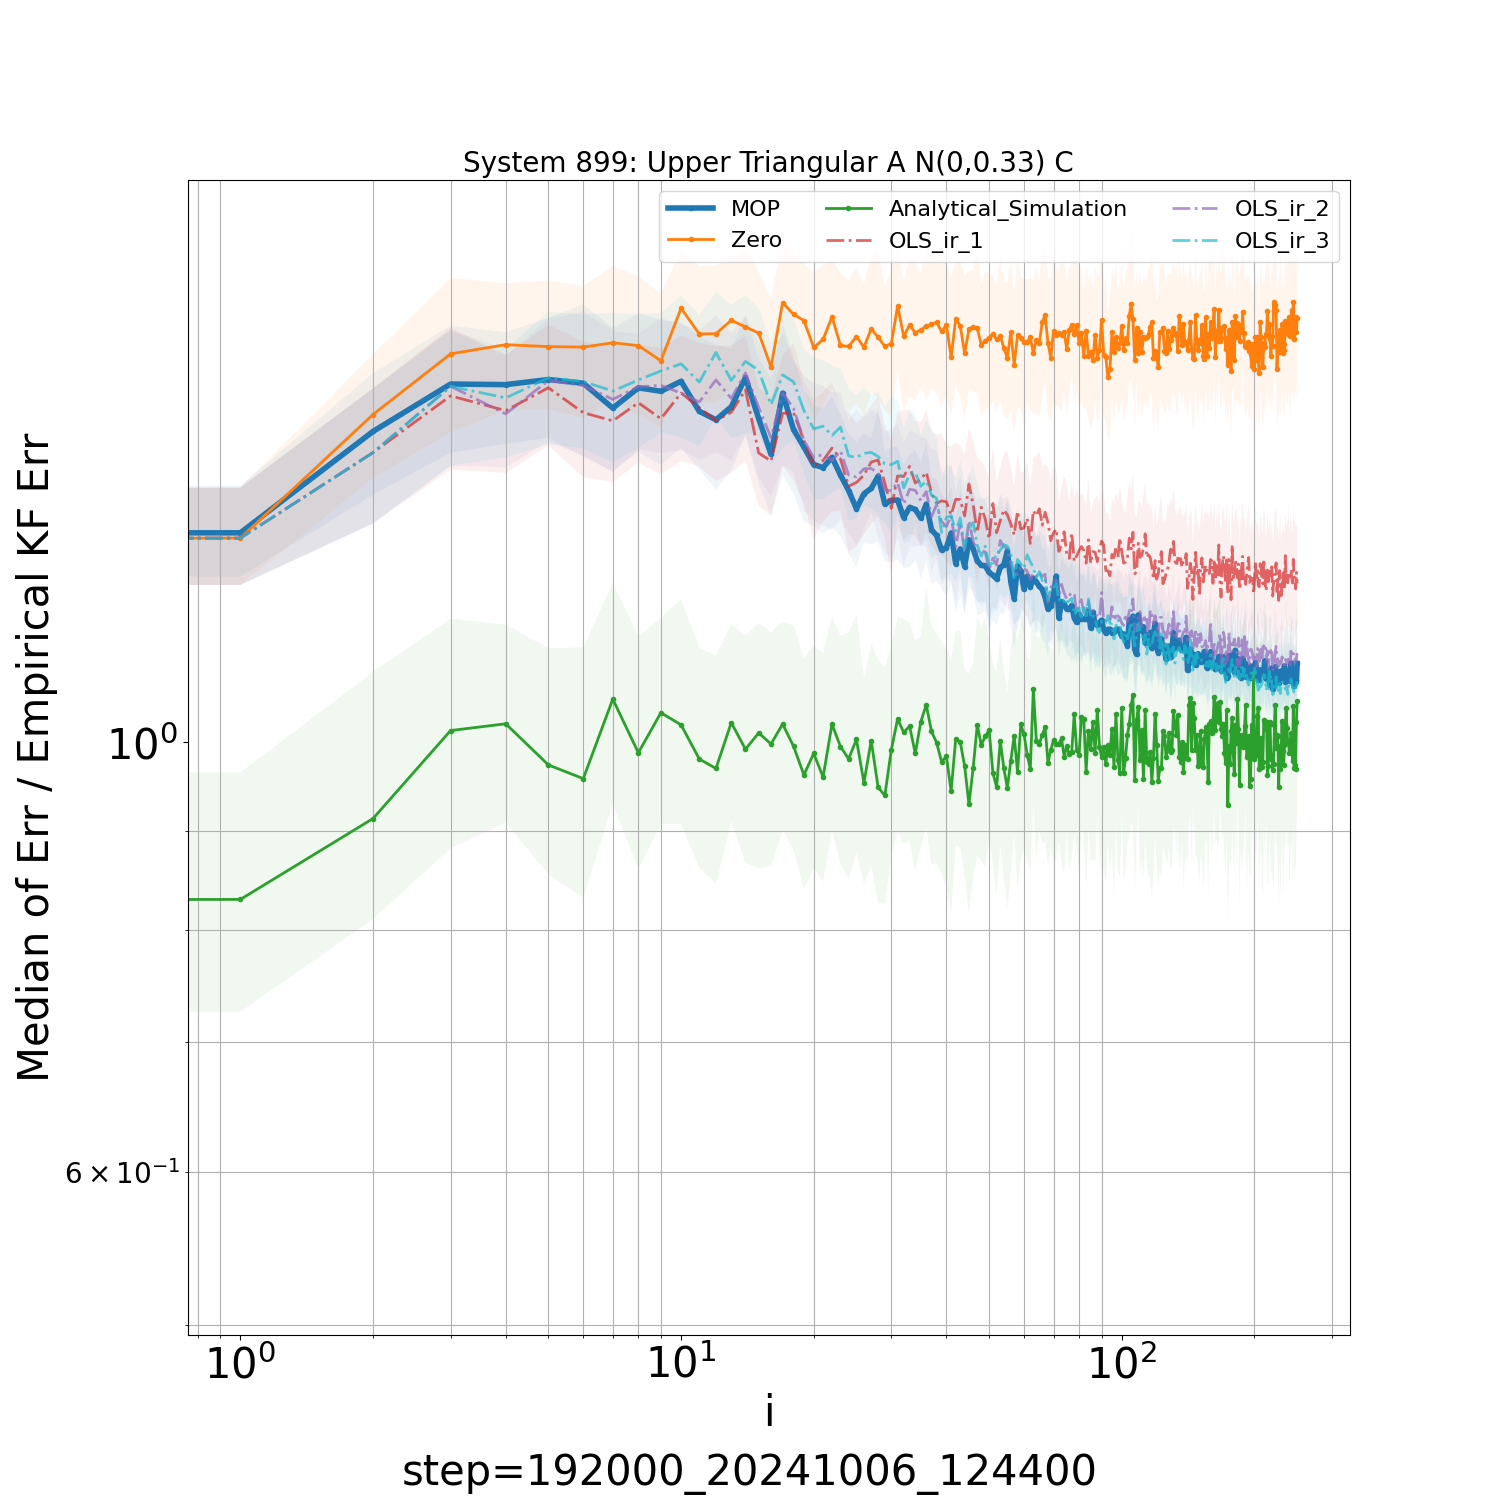 System 899: Upper Triangular A N(0,0.33) C
MOP
Zero
Analytical_Simulation
OLS_ir_1
OLS_ir_2
OLS_ir_3
Median of Err / Empirical KF Err
10⁰
6 × 10⁻¹
10⁰ 10¹ 10²
i
step=192000_20241006_124400